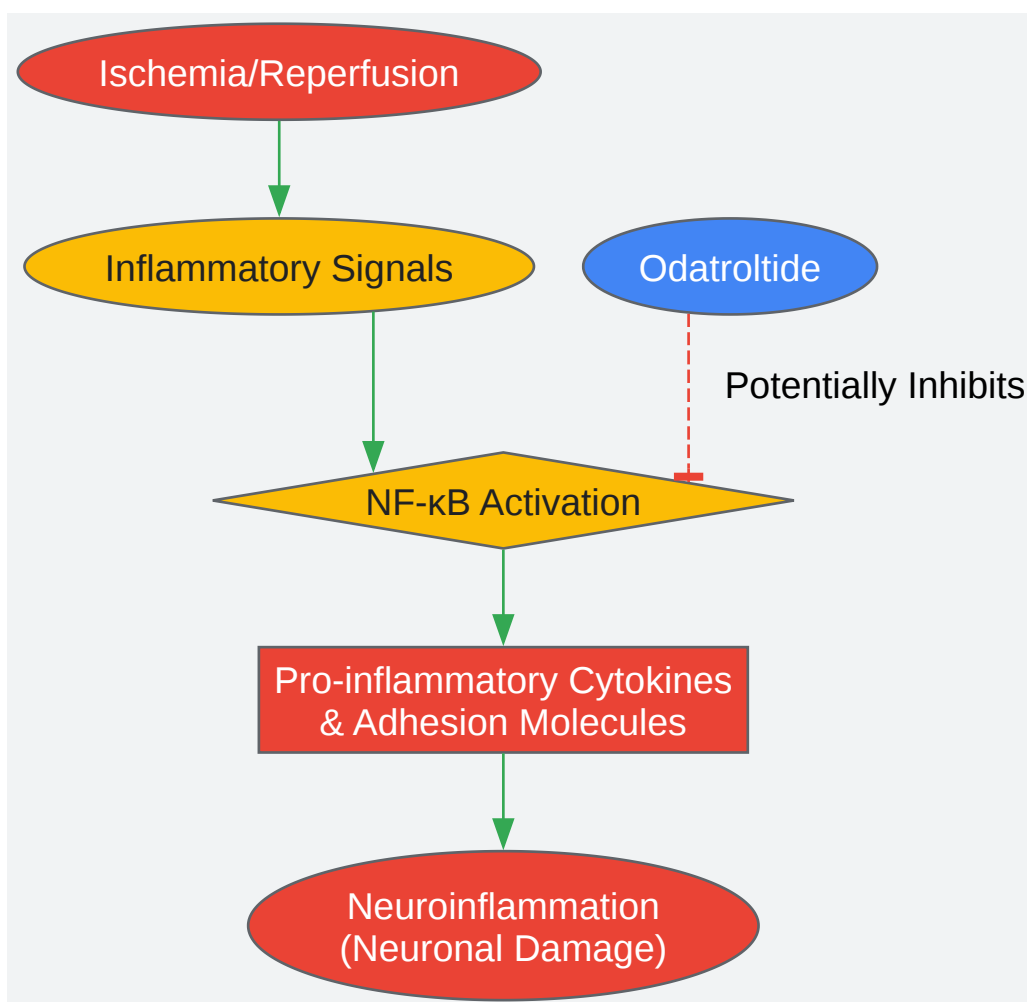 Ischemia/Reperfusion
Inflammatory Signals
Odatroltide
Potentially Inhibits
NF-κB Activation
Pro-inflammatory Cytokines
& Adhesion Molecules
Neuroinflammation
(Neuronal Damage)